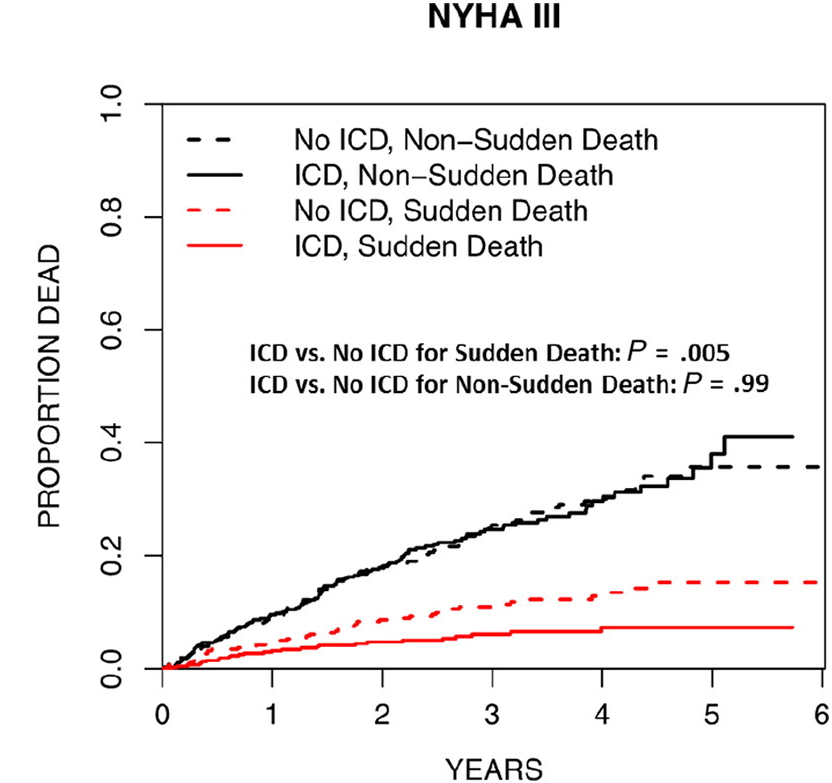 NYHA III
1.0
0.8
0.6
0.4
0.2
0.0
PROPORTION DEAD
No ICD, Non−Sudden Death
ICD, Non−Sudden Death
No ICD, Sudden Death
ICD, Sudden Death
ICD vs. No ICD for Sudden Death: P = .005
ICD vs. No ICD for Non-Sudden Death: P = .99
0 1 2 3 4 5 6
YEARS